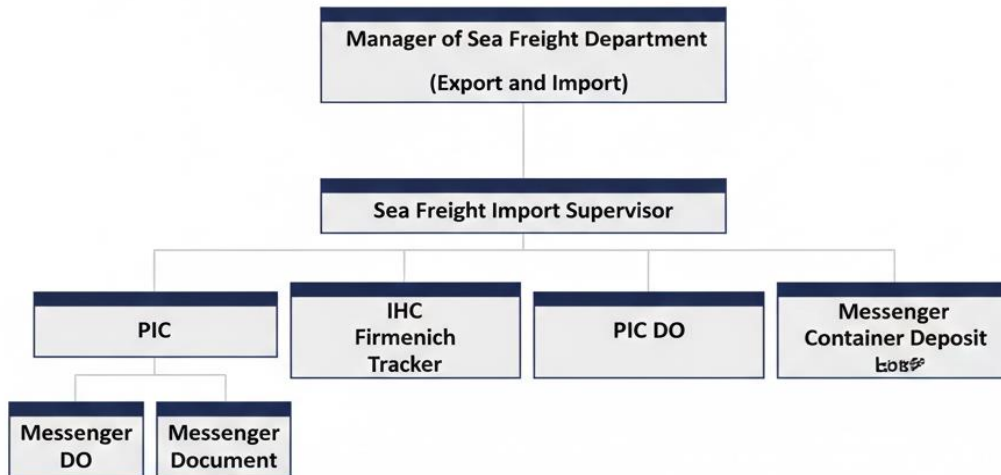 Manager of Sea Freight Department
(Export and Import)
Sea Freight Import Supervisor
PIC
IHC
Firmenich
Tracker
PIC DO
Messenger
Container Deposit
Messenger
DO
Messenger
Document